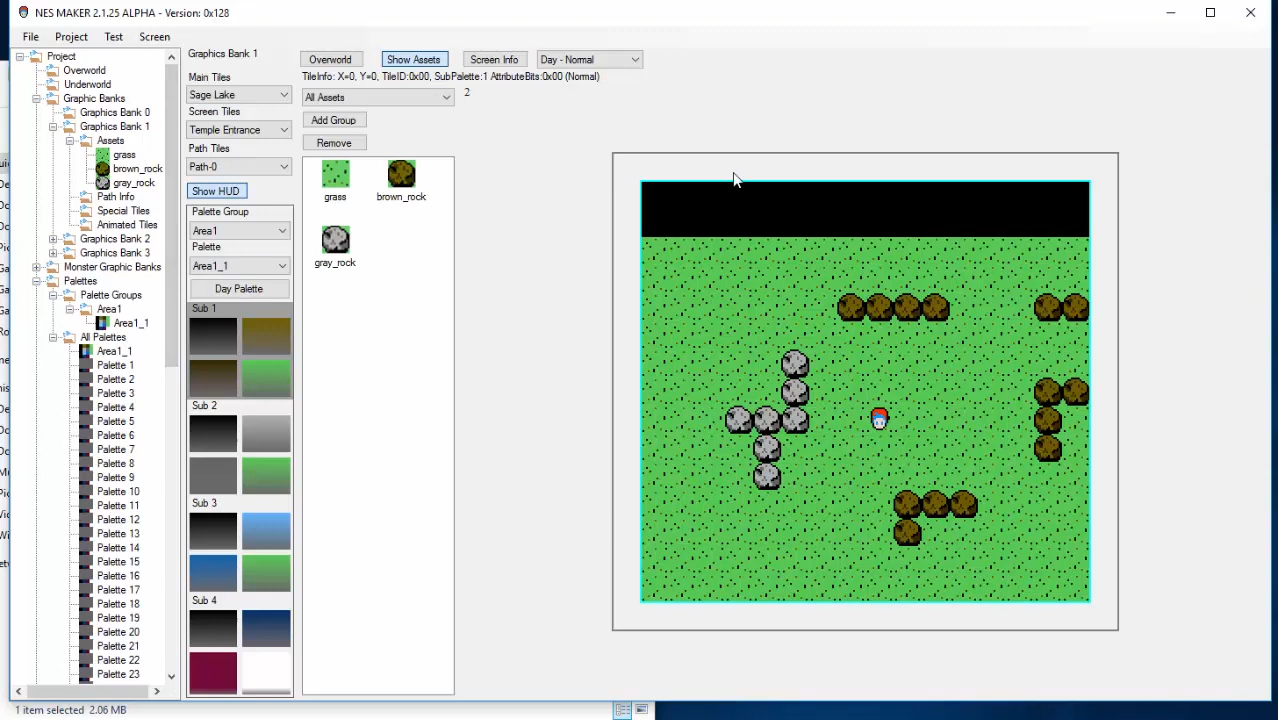 NES MAKER 2.1.25 ALPHA - Version: 0x128
File Project Test Screen
Project
Overworld
Underworld
Graphic Banks
Graphics Bank 0
Graphics Bank 1
Assets
grass
brown_rock
gray_rock
Path Info
Special Tiles
Animated Tiles
Graphics Bank 2
Graphics Bank 3
Monster Graphic Banks
Palettes
Palette Groups
Area1
Area1_1
All Palettes
Area1_1
Palette 1
Palette 2
Palette 3
Palette 4
Palette 5
Palette 6
Palette 7
Palette 8
Palette 9
Palette 10
Palette 11
Palette 12
Palette 13
Palette 14
Palette 15
Palette 16
Palette 17
Palette 18
Palette 19
Palette 20
Palette 21
Palette 22
Palette 23
Graphics Bank 1
Main Tiles
Sage Lake
Screen Tiles
Temple Entrance
Path Tiles
Path-0
Show HUD
Palette Group
Area1
Palette
Area1_1
Day Palette
Sub 1
Sub 2
Sub 3
Sub 4
Overworld Show Assets Screen Info Day - Normal
TileInfo: X=0, Y=0, TileID:0x00, SubPalette:1 AttributeBits:0x00 (Normal)
All Assets 2
Add Group
Remove
grass brown_rock
gray_rock
1 item selected 2.06 MB